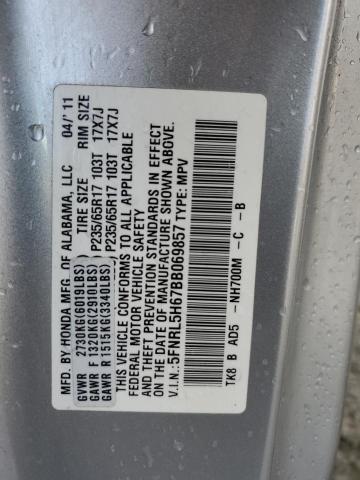 MFD. BY HONDA MFG. OF ALABAMA, LLC 04/'11
GVWR 2730KG(6019LBS) TIRE SIZE RIM SIZE
GAWR F 1320KG(2910LBS) P235/65R17 103T 17X7J
GAWR R 1515KG(3340LBS) P235/65R17 103T 17X7J
THIS VEHICLE CONFORMS TO ALL APPLICABLE
FEDERAL MOTOR VEHICLE SAFETY
AND THEFT PREVENTION STANDARDS IN EFFECT
ON THE DATE OF MANUFACTURE SHOWN ABOVE.
V.I.N.: 5FNRL5H67BB069857 TYPE: MPV
TK8 B AD5 -NH700M -C -B